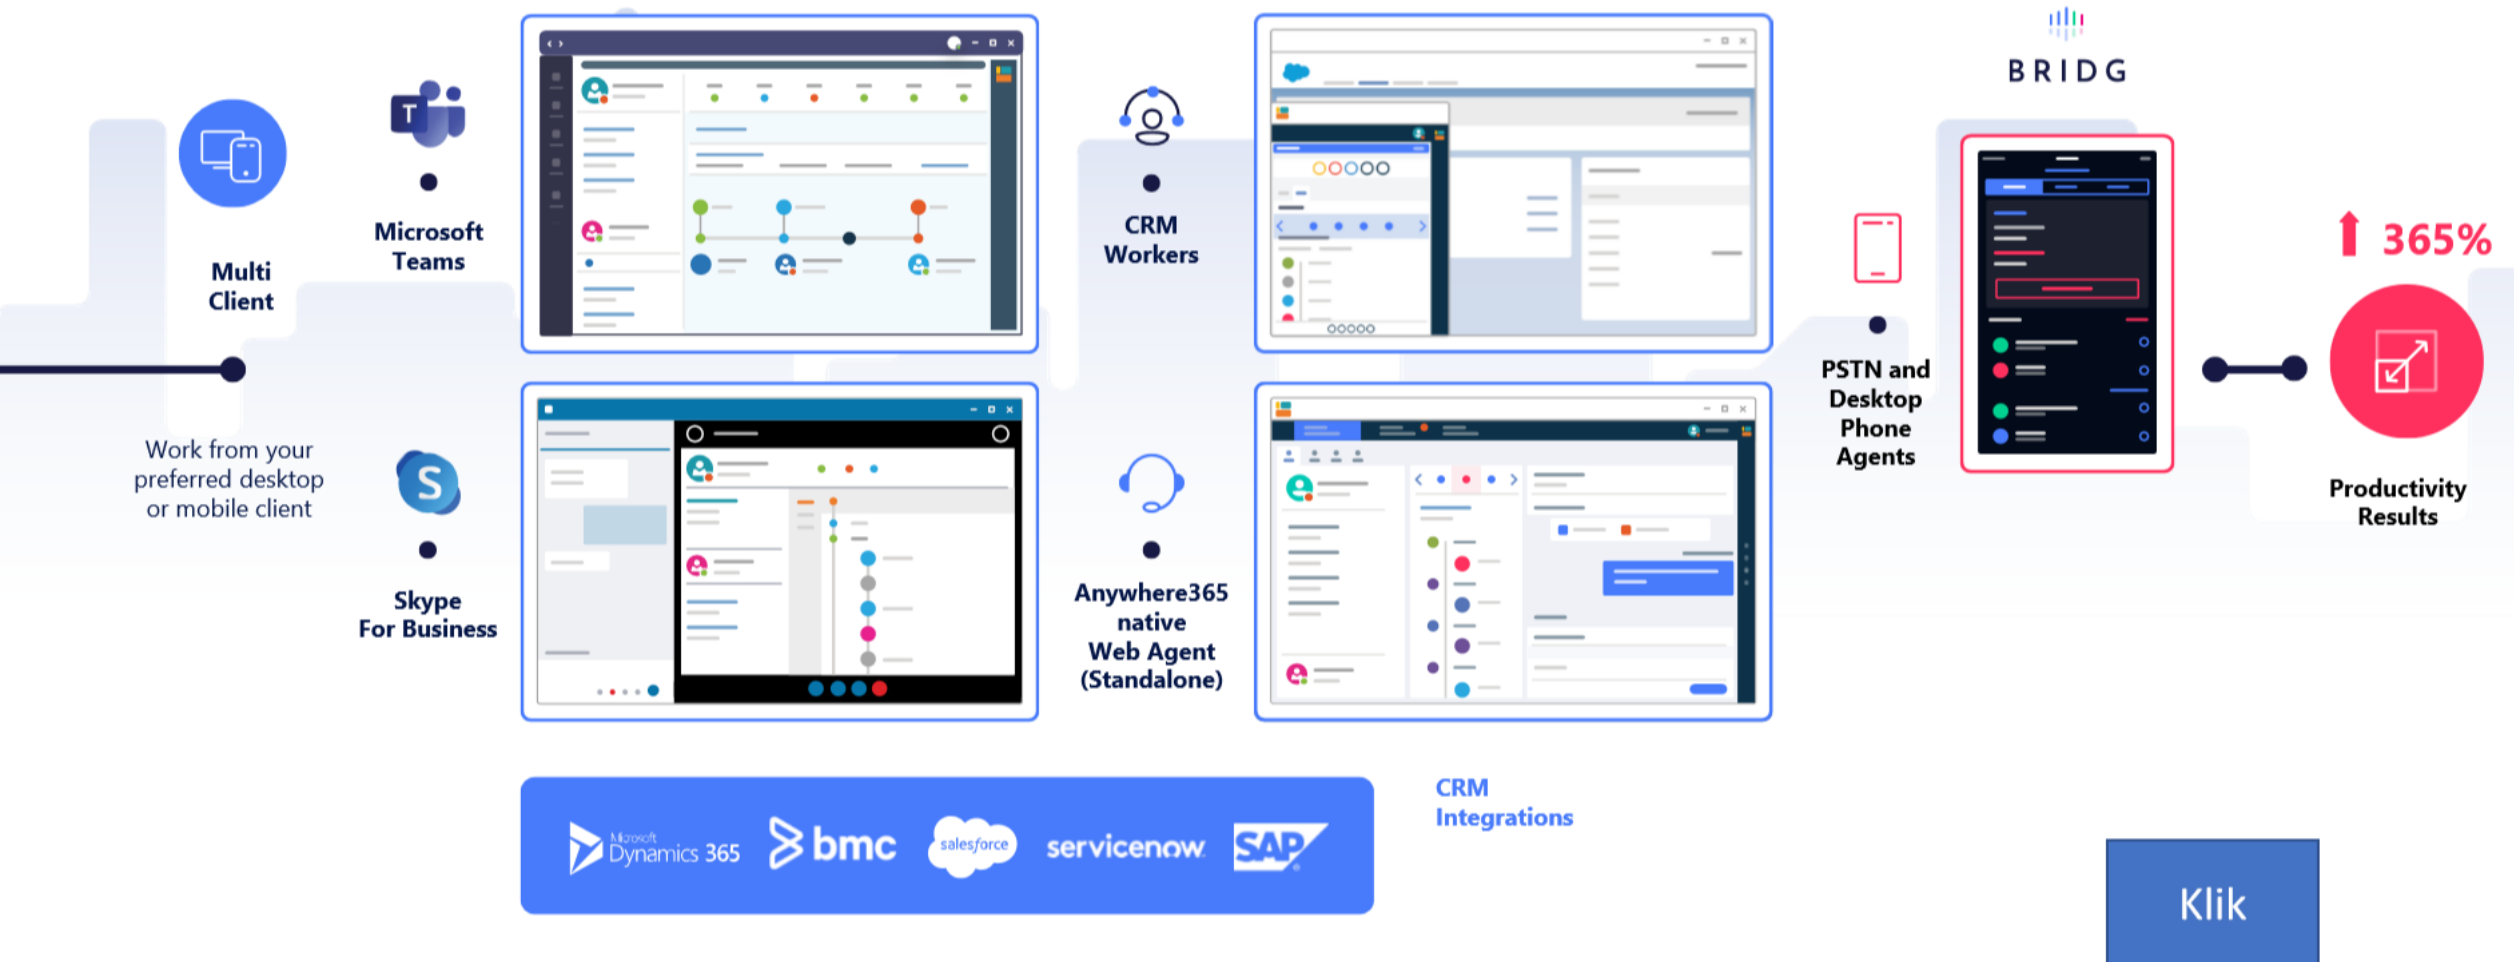 Multi
Client
Work from your
preferred desktop
or mobile client
T
Microsoft
Teams
S
Skype
For Business
CRM
Workers
Anywhere365
native
Web Agent
(Standalone)
BRIDG
PSTN and
Desktop
Phone
Agents
365%
Productivity
Results
Microsoft
Dynamics 365
bmc
salesforce
servicenow
SAP
CRM
Integrations
Klik